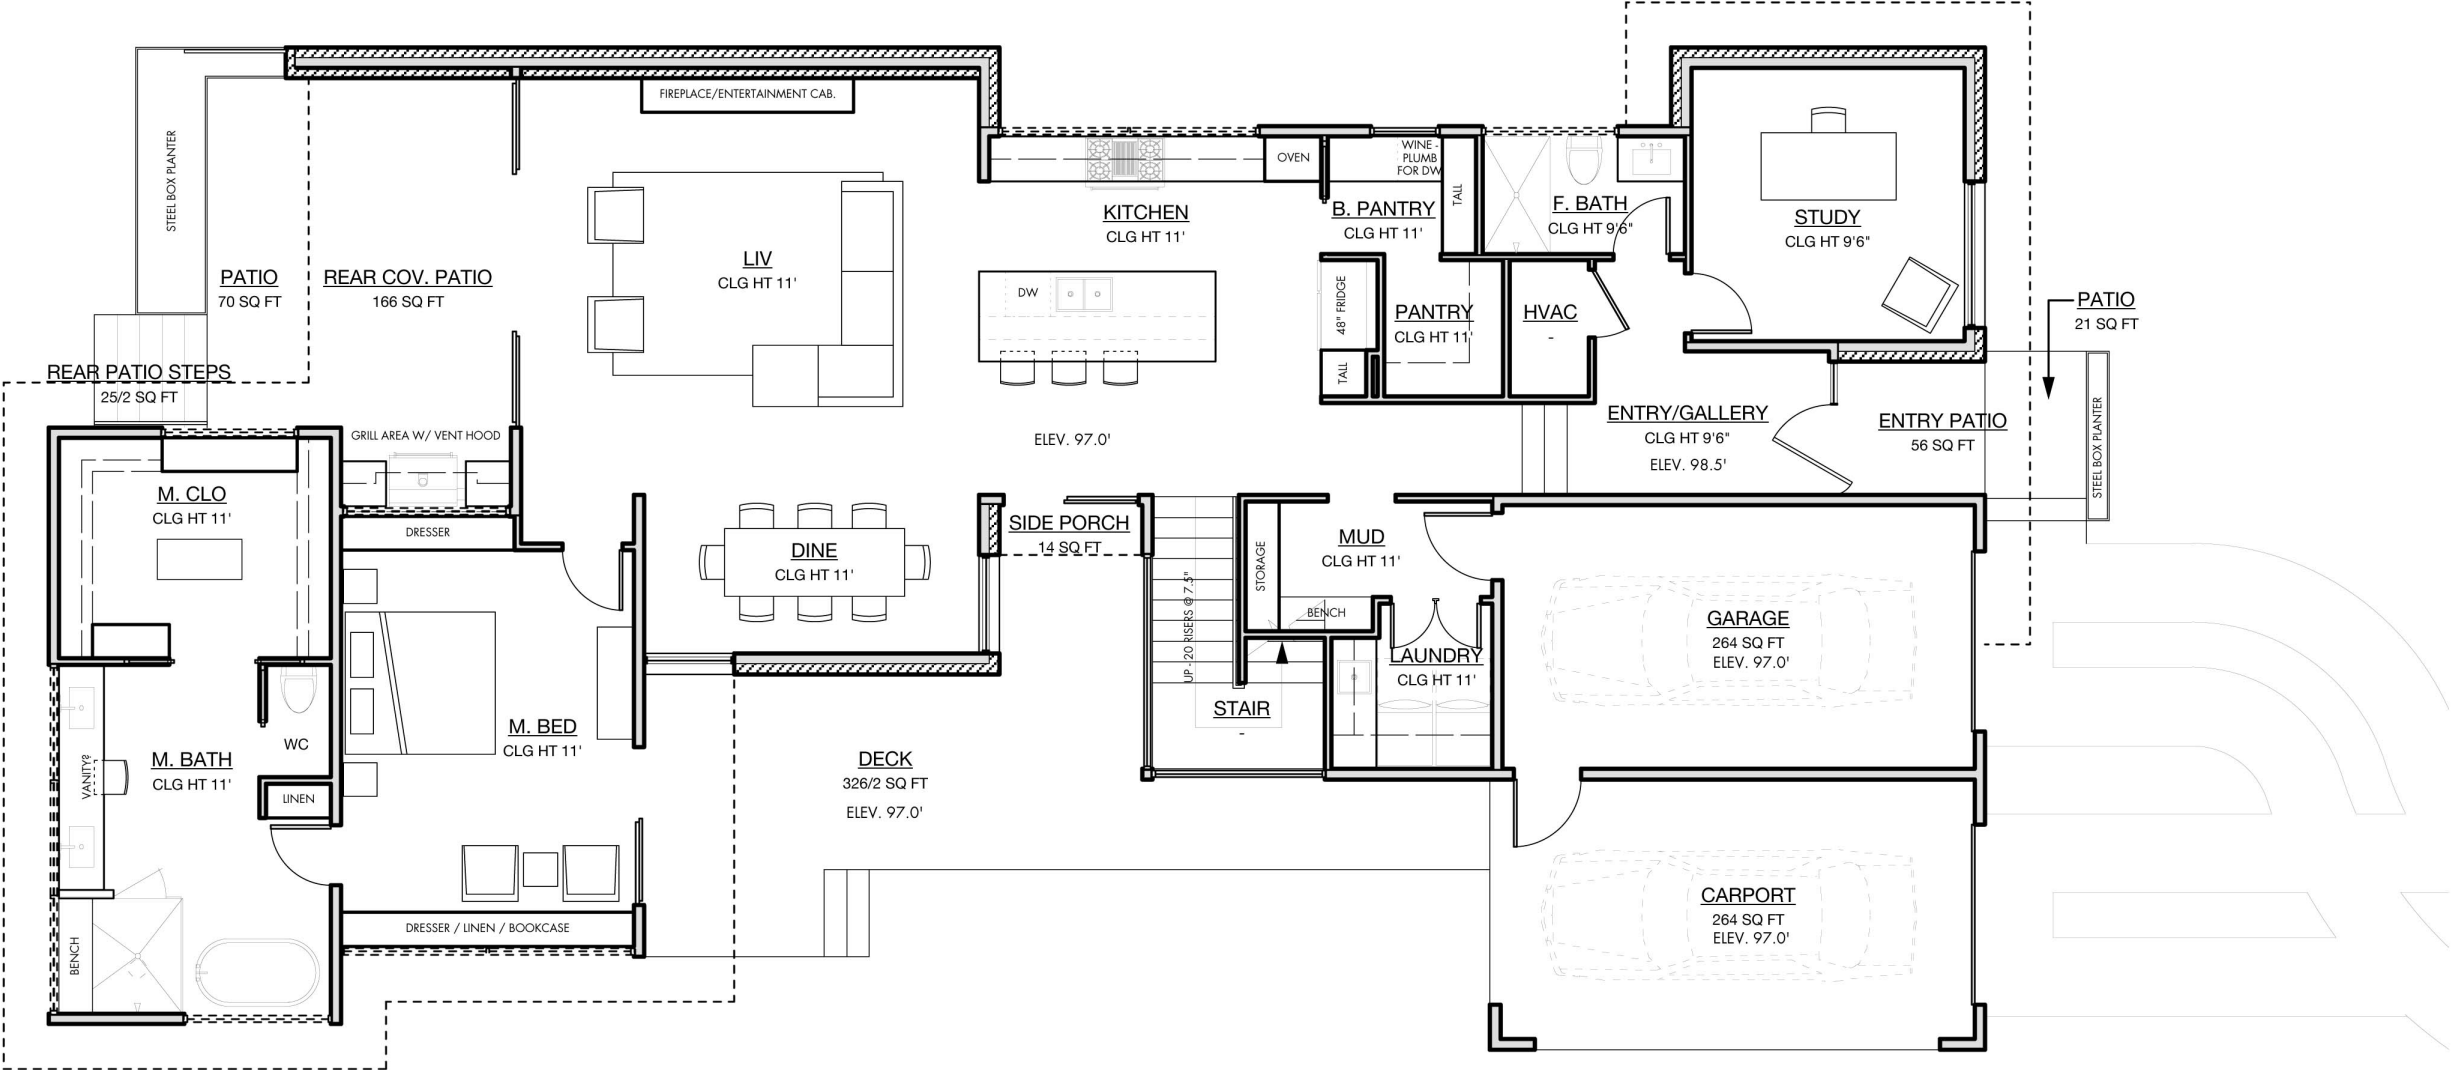 FIREPLACE/ENTERTAINMENT CAB.
STEEL BOX PLANTER
OVEN
WINE -
PLUMB
FOR DW
TALL
F. BATH
CLG HT 9'6"
STUDY
CLG HT 9'6"
KITCHEN
CLG HT 11'
B. PANTRY
CLG HT 11'
LIV
CLG HT 11'
PATIO
70 SQ FT
REAR COV. PATIO
166 SQ FT
DW
48" FRIDGE
PANTRY
CLG HT 11'
HVAC
-
PATIO
21 SQ FT
REAR PATIO STEPS
25/2 SQ FT
TALL
ENTRY/GALLERY
CLG HT 9'6"
ELEV. 98.5'
ENTRY PATIO
56 SQ FT
STEEL BOX PLANTER
GRILL AREA W/ VENT HOOD
ELEV. 97.0'
M. CLO
CLG HT 11'
DRESSER
SIDE PORCH
14 SQ FT
DINE
CLG HT 11'
UP - 20 RISERS @ 7.5"
STORAGE
MUD
CLG HT 11'
BENCH
GARAGE
264 SQ FT
ELEV. 97.0'
LAUNDRY
CLG HT 11'
STAIR
-
WC
M. BED
CLG HT 11'
M. BATH
CLG HT 11'
VANITY?
LINEN
DECK
326/2 SQ FT
ELEV. 97.0'
CARPORT
264 SQ FT
ELEV. 97.0'
DRESSER / LINEN / BOOKCASE
BENCH